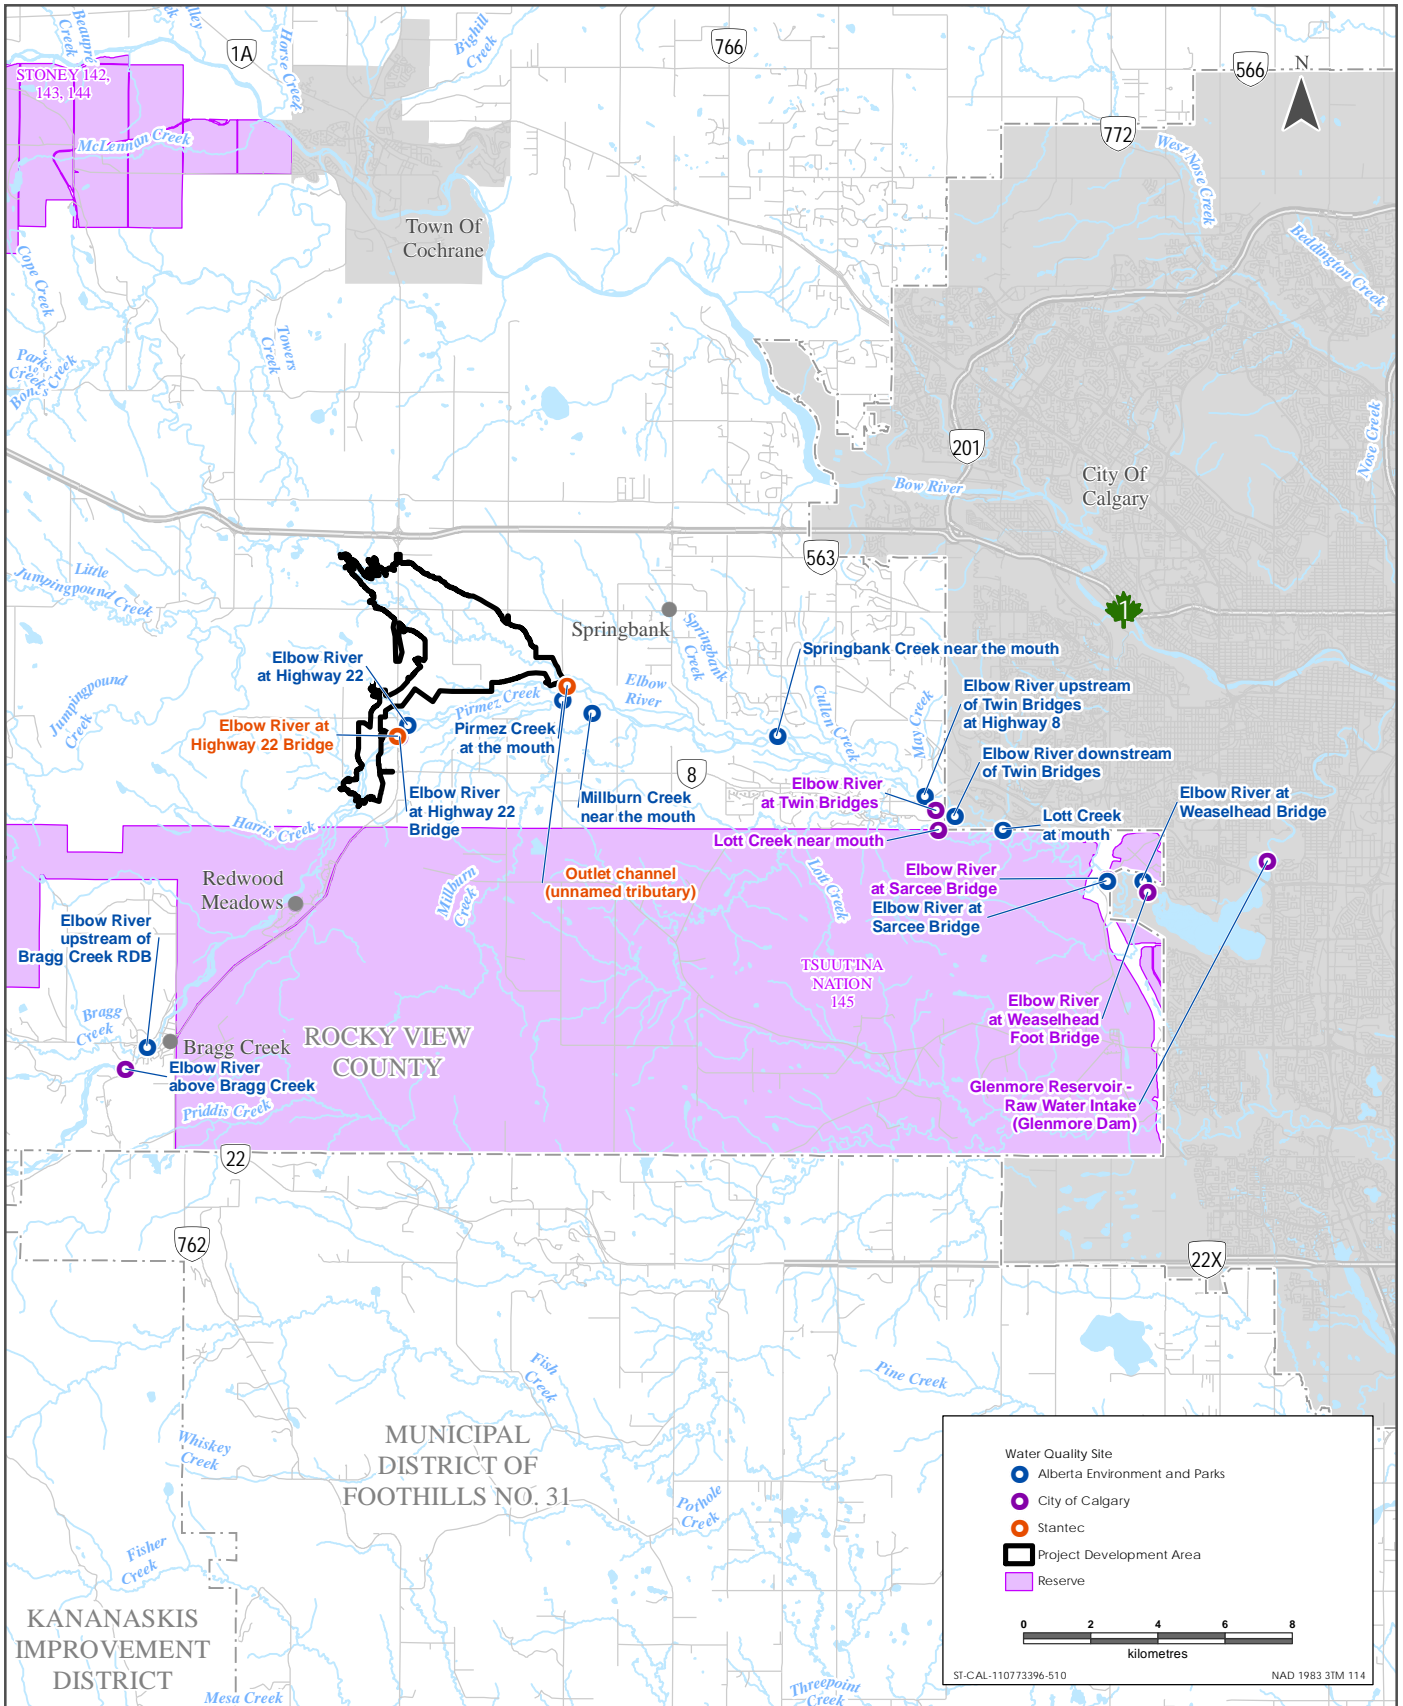 Beaupre
Creek
1A
Horse Creek
Bighill
Creek
766
566
N
STONEY 142,
143, 144
McLennan Creek
772
West Nose Creek
Town Of
Cochrane
Beddington Creek
Cope Creek
Towers
Creek
Parks
Creek
Bones Creek
201
City Of
Calgary
Nose Creek
Bow River
563
Little
Jumpingpound Creek
1
Springbank
Springbank
Creek
Elbow River
at Highway 22
Springbank Creek near the mouth
Jumpingpound
Creek
Elbow
River
Cullen Creek
May Creek
Elbow River upstream
of Twin Bridges
at Highway 8
Pirmez Creek
Elbow River at
Highway 22 Bridge
Pirmez Creek
at the mouth
Elbow River downstream
of Twin Bridges
8
Elbow River
at Twin Bridges
Elbow River
at Highway 22
Bridge
Millburn Creek
near the mouth
Elbow River at
Weaselhead Bridge
Lott Creek
at mouth
Harris Creek
Lott Creek near mouth
Redwood
Meadows
Millburn
Creek
Outlet channel
(unnamed tributary)
Lott Creek
Elbow River
at Sarcee Bridge
Elbow River at
Sarcee Bridge
Elbow River
upstream of
Bragg Creek RDB
TSUUT'INA
NATION
145
Elbow River
at Weaselhead
Foot Bridge
Bragg
Creek
Bragg Creek
ROCKY VIEW
COUNTY
Elbow River
above Bragg Creek
Glenmore Reservoir -
Raw Water Intake
(Glenmore Dam)
Priddis Creek
22
762
22X
Fish
Creek
Pine Creek
MUNICIPAL
DISTRICT OF
FOOTHILLS NO. 31
Whiskey
Creek
Pothole
Creek
Fisher
Creek
KANANASKIS
IMPROVEMENT
DISTRICT
Mesa Creek
Threepoint
Creek
Water Quality Site
Alberta Environment and Parks
City of Calgary
Stantec
Project Development Area
Reserve
0 2 4 6 8
kilometres
ST-CAL-110773396-510
NAD 1983 3TM 114